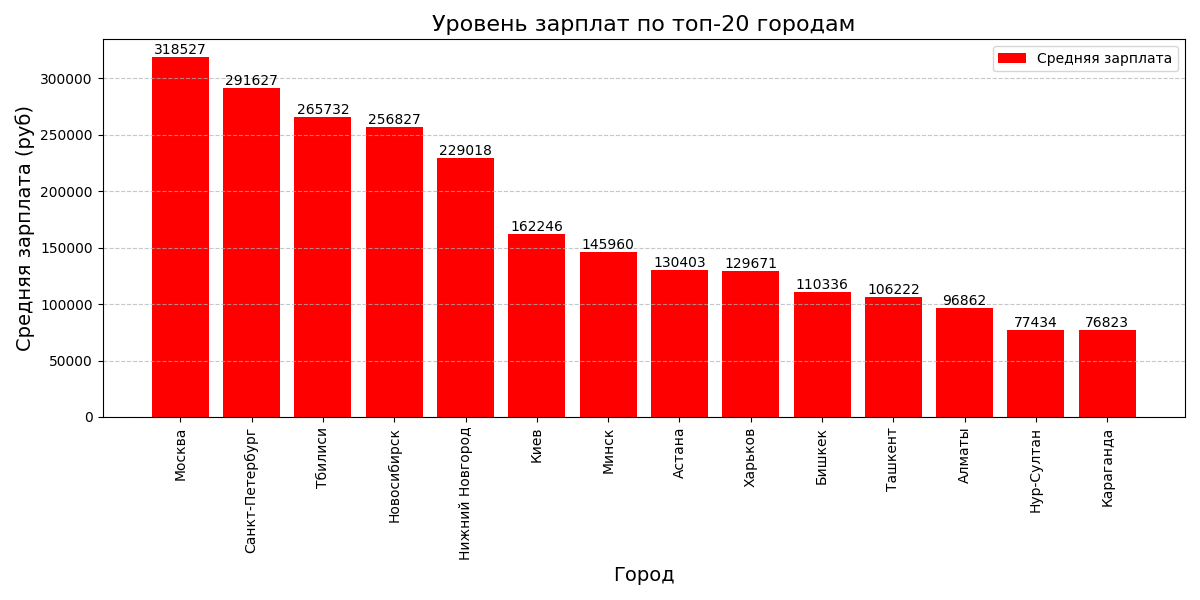 Уровень зарплат по топ-20 городам
Средняя зарплата
Средняя зарплата (руб)
300000
250000
200000
150000
100000
50000
0
318527
291627
265732
256827
229018
162246
145960
130403
129671
110336
106222
96862
77434
76823
Москва
Санкт-Петербург
Тбилиси
Новосибирск
Нижний Новгород
Киев
Минск
Астана
Харьков
Бишкек
Ташкент
Алматы
Нур-Султан
Караганда
Город